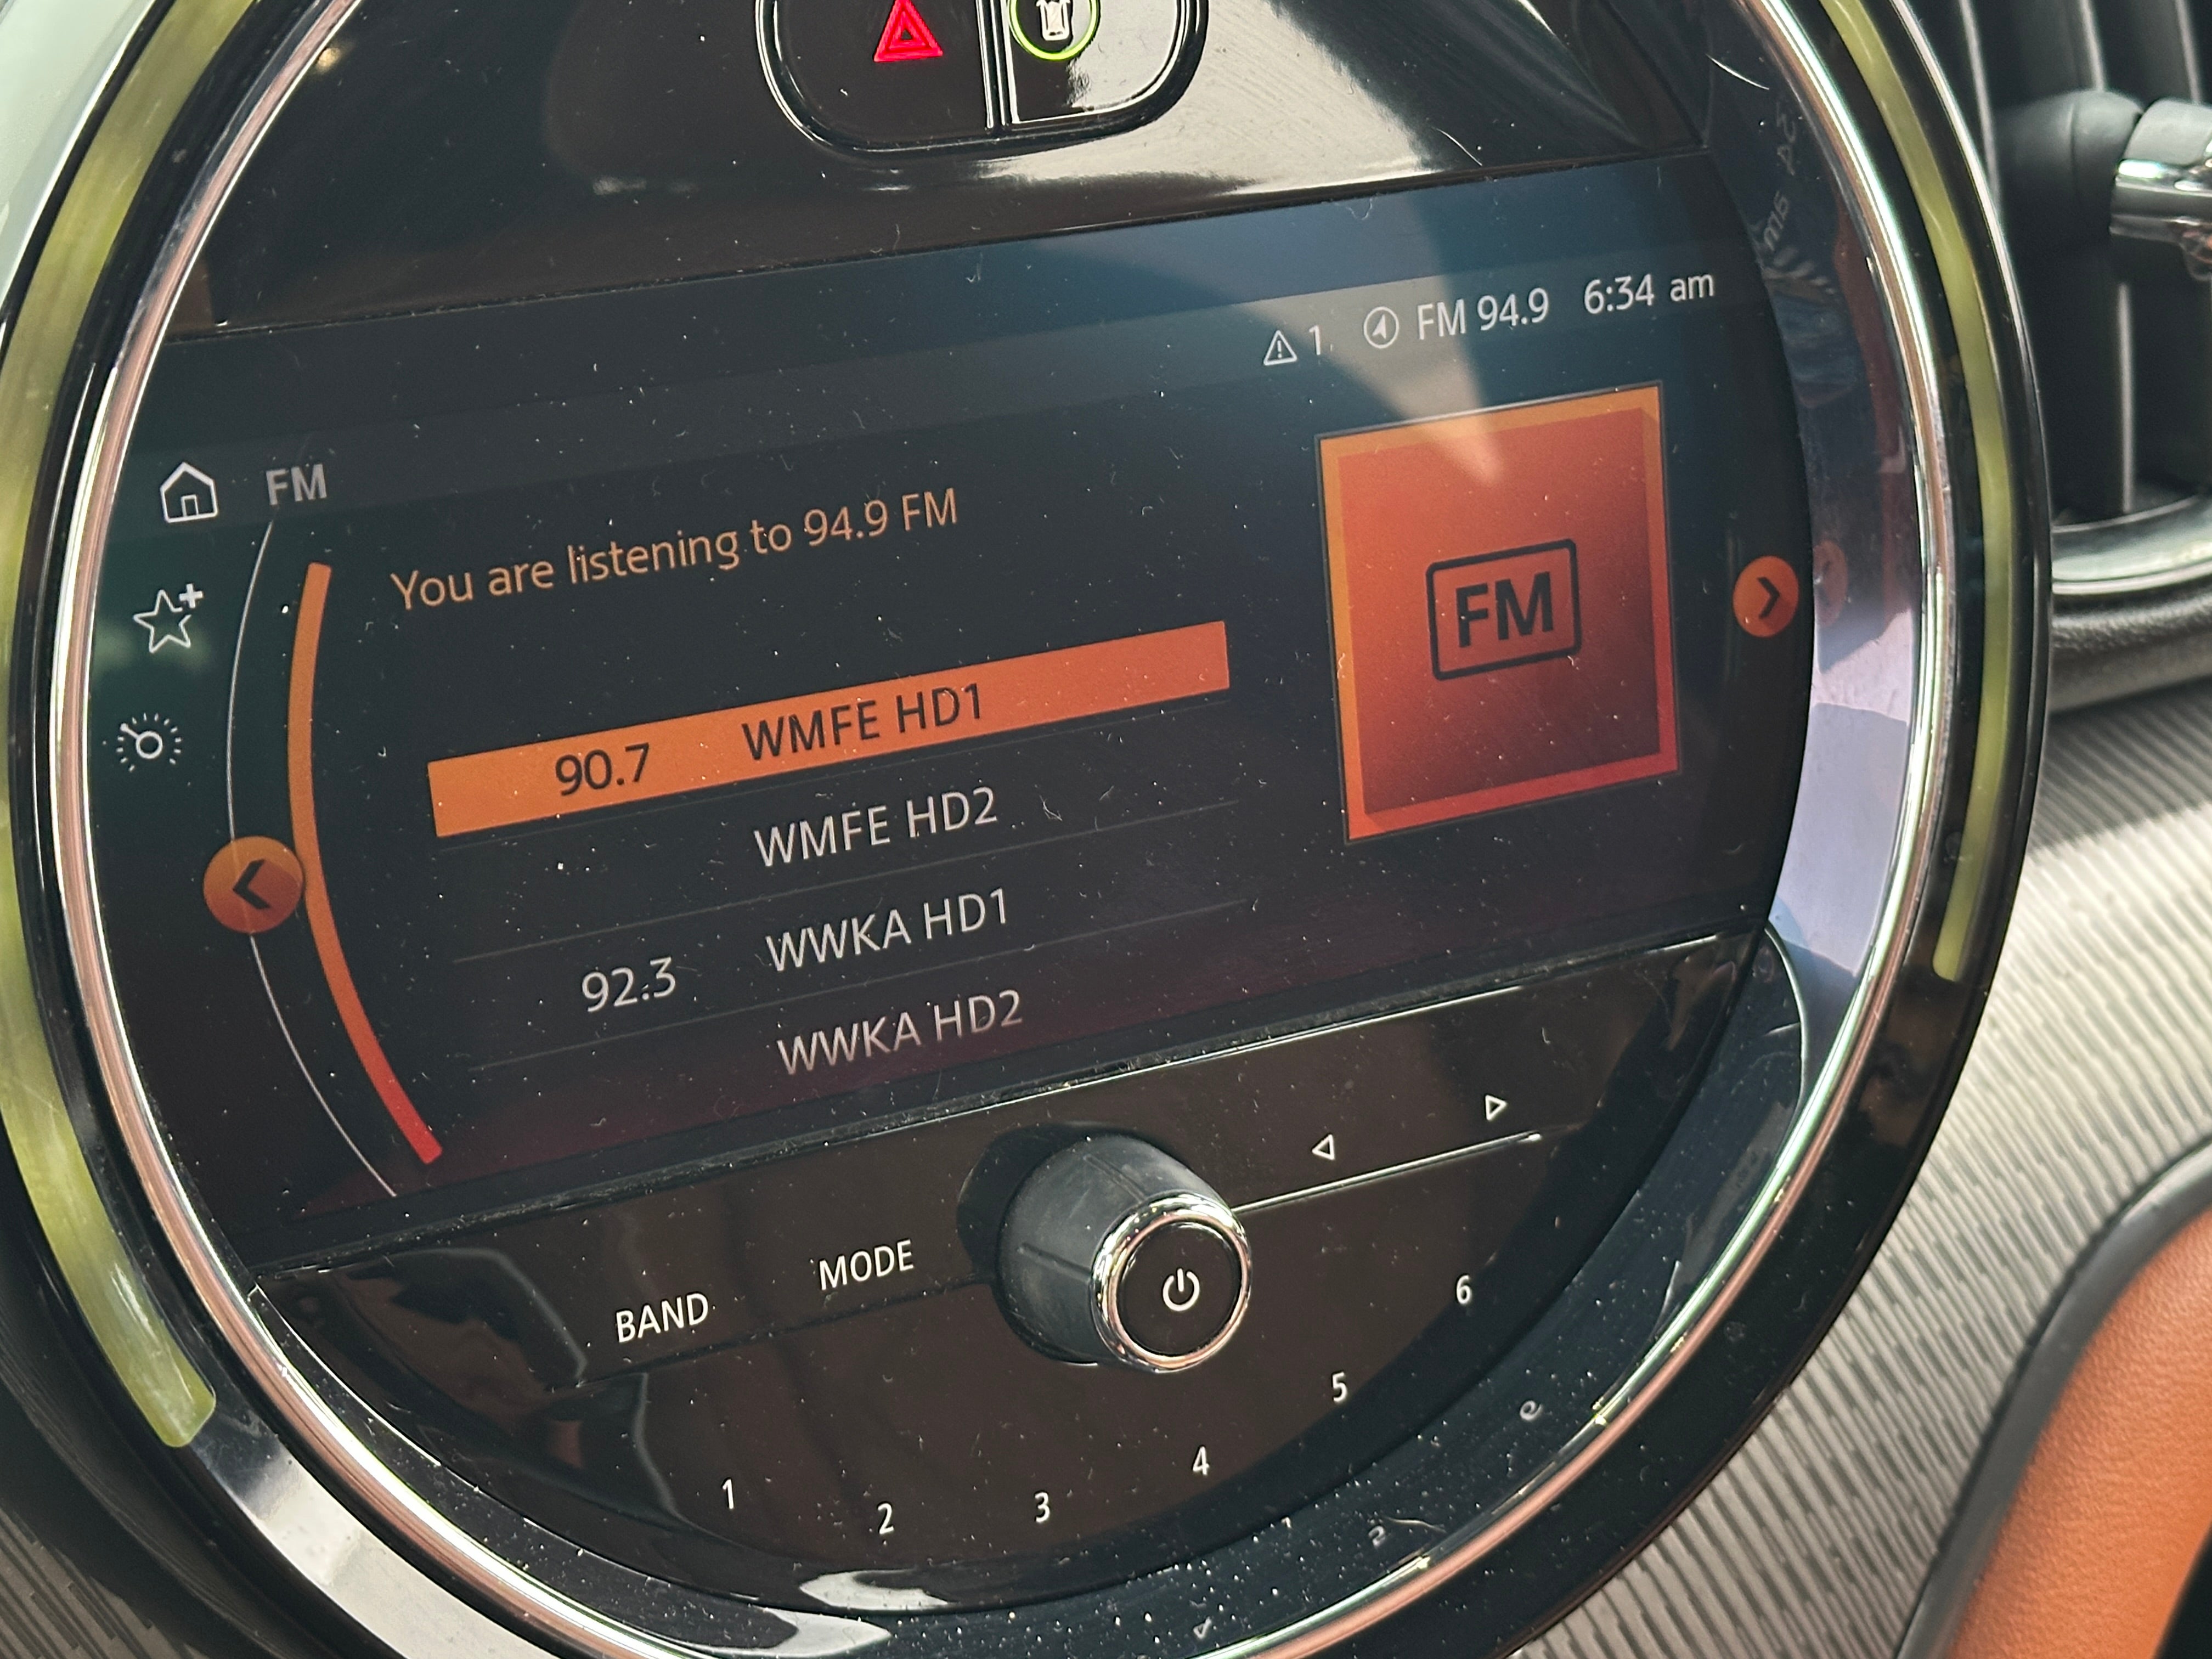 1 FM 94.9 6:34 am
FM
You are listening to 94.9 FM
FM
90.7 WMFE HD1
WMFE HD2
92.3 WWKA HD1
WWKA HD2
BAND MODE
1 2 3 4 5 6